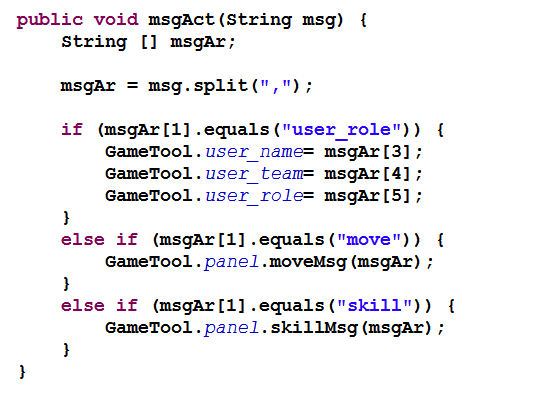 public void msgAct(String msg) {
    String [] msgAr;

    msgAr = msg.split(",");

    if (msgAr[1].equals("user_role")) {
        GameTool.user_name= msgAr[3];
        GameTool.user_team= msgAr[4];
        GameTool.user_role= msgAr[5];
    }
    else if (msgAr[1].equals("move")) {
        GameTool.panel.moveMsg(msgAr);
    }
    else if (msgAr[1].equals("skill")) {
        GameTool.panel.skillMsg(msgAr);
    }
}